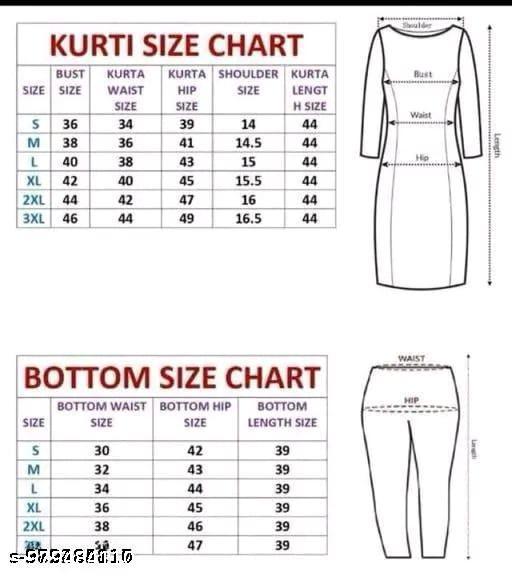 KURTI SIZE CHART
SIZE BUST SIZE KURTA WAIST SIZE KURTA HIP SIZE SHOULDER SIZE KURTA LENGT H SIZE
S 36 34 39 14 44
M 38 36 41 14.5 44
L 40 38 43 15 44
XL 42 40 45 15.5 44
2XL 44 42 47 16 44
3XL 46 44 49 16.5 44
Shoulder
Bust
Waist
Hip
Length
BOTTOM SIZE CHART
SIZE BOTTOM WAIST SIZE BOTTOM HIP SIZE BOTTOM LENGTH SIZE
S 30 42 39
M 32 43 39
L 34 44 39
XL 36 45 39
2XL 38 46 39
47 39
WAIST
HIP
Length